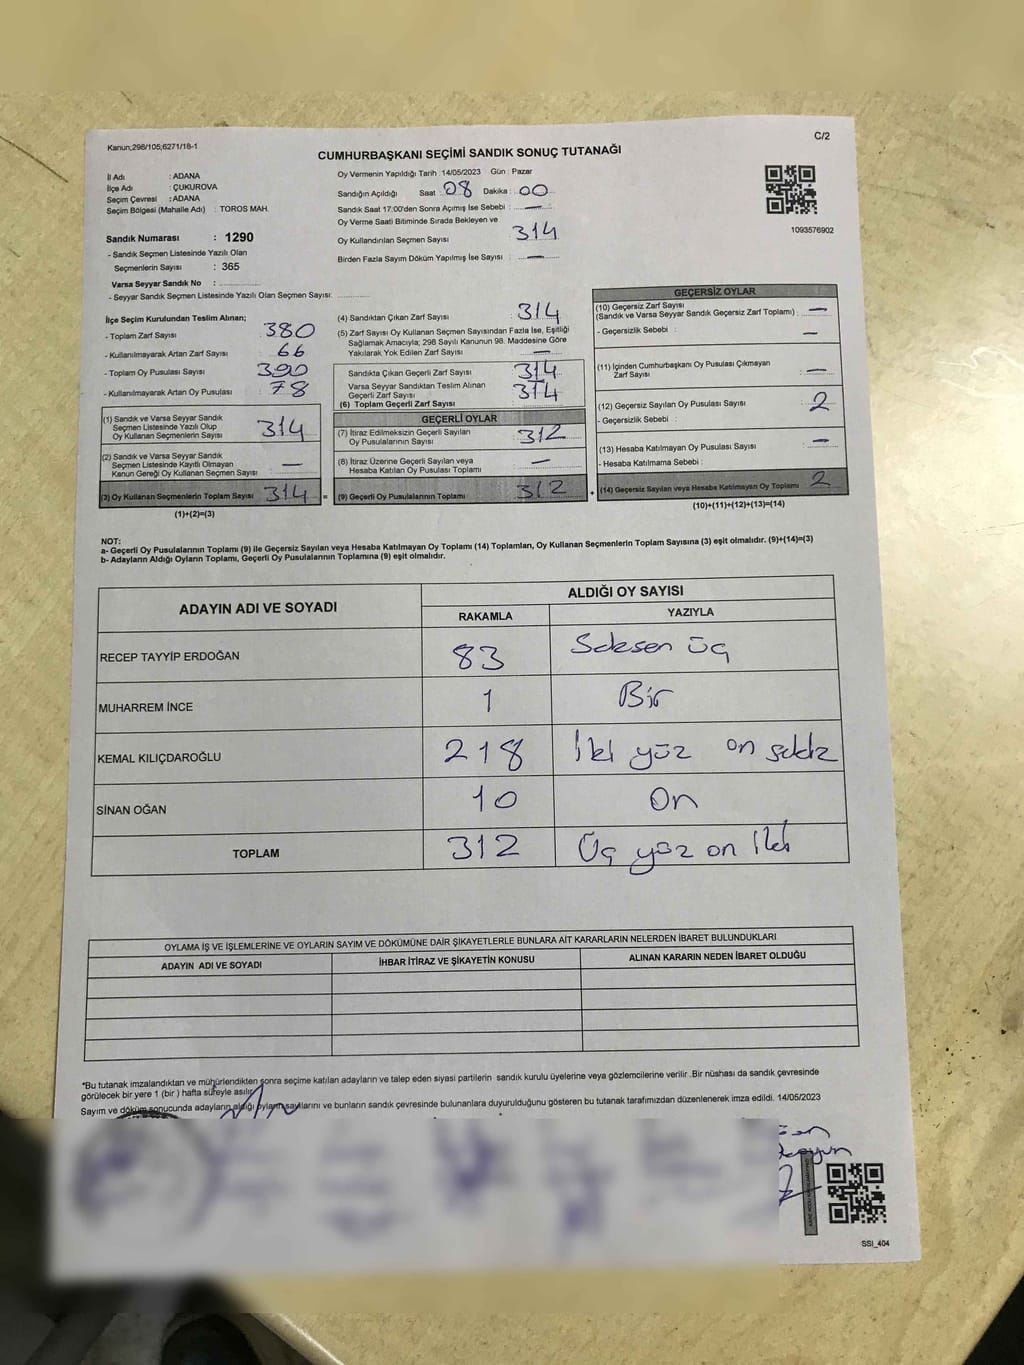 Kanun;298/105;6271/18-1
C/2
CUMHURBAŞKANI SEÇİMİ SANDIK SONUÇ TUTANAĞI
İl Adı : ADANA
İlçe Adı : ÇUKUROVA
Seçim Çevresi : ADANA
Seçim Bölgesi (Mahalle Adı) : TOROS MAH.
Sandık Numarası : 1290
- Sandık Seçmen Listesinde Yazılı Olan
Seçmenlerin Sayısı : 365
Varsa Seyyar Sandık No :
- Seyyar Sandık Seçmen Listesinde Yazılı Olan Seçmen Sayısı:
Oy Vermenin Yapıldığı Tarih :14/05/2023 Gün : Pazar
Sandığın Açıldığı Saat : 08 Dakika : 00
Sandık Saat 17:00'den Sonra Açılmış İse Sebebi : —
Oy Verme Saati Bitiminde Sırada Bekleyen ve
Oy Kullandırılan Seçmen Sayısı 314
Birden Fazla Sayım Döküm Yapılmış İse Sayısı : —
1093576902
İlçe Seçim Kurulundan Teslim Alınan;
- Toplam Zarf Sayısı 380
- Kullanılmayarak Artan Zarf Sayısı 66
- Toplam Oy Pusulası Sayısı 390
- Kullanılmayarak Artan Oy Pusulası 78
(1) Sandık ve Varsa Seyyar Sandık
Seçmen Listesinde Yazılı Olup
Oy Kullanan Seçmenlerin Sayısı 314
(2) Sandık ve Varsa Seyyar Sandık
Seçmen Listesinde Kayıtlı Olmayan
Kanun Gereği Oy Kullanan Seçmen Sayısı —
(3) Oy Kullanan Seçmenlerin Toplam Sayısı 314 =
(1)+(2)=(3)
(4) Sandıktan Çıkan Zarf Sayısı 314
(5) Zarf Sayısı Oy Kullanan Seçmen Sayısından Fazla İse, Eşitliği
Sağlamak Amacıyla; 298 Sayılı Kanunun 98. Maddesine Göre
Yakılarak Yok Edilen Zarf Sayısı —
Sandıkta Çıkan Geçerli Zarf Sayısı 314
Varsa Seyyar Sandıktan Teslim Alınan
Geçerli Zarf Sayısı 314
(6) Toplam Geçerli Zarf Sayısı
GEÇERLİ OYLAR
(7) İtiraz Edilmeksizin Geçerli Sayılan
Oy Pusulalarının Sayısı 312
(8) İtiraz Üzerine Geçerli Sayılan veya
Hesaba Katılan Oy Pusulası Toplamı —
(9) Geçerli Oy Pusulalarının Toplamı 312 +
GEÇERSİZ OYLAR
(10) Geçersiz Zarf Sayısı
(Sandık ve Varsa Seyyar Sandık Geçersiz Zarf Toplamı) : —
- Geçersizlik Sebebi : —
(11) İçinden Cumhurbaşkanı Oy Pusulası Çıkmayan
Zarf Sayısı —
(12) Geçersiz Sayılan Oy Pusulası Sayısı 2
- Geçersizlik Sebebi :
(13) Hesaba Katılmayan Oy Pusulası Sayısı —
- Hesaba Katılmama Sebebi :
(14) Geçersiz Sayılan veya Hesaba Katılmayan Oy Toplamı 2
(10)+(11)+(12)+(13)=(14)
NOT:
a- Geçerli Oy Pusulalarının Toplamı (9) ile Geçersiz Sayılan veya Hesaba Katılmayan Oy Toplamı (14) Toplamları, Oy Kullanan Seçmenlerin Toplam Sayısına (3) eşit olmalıdır. (9)+(14)=(3)
b- Adayların Aldığı Oyların Toplamı, Geçerli Oy Pusulalarının Toplamına (9) eşit olmalıdır.
ADAYIN ADI VE SOYADI ALDIĞI OY SAYISI
RAKAMLA YAZIYLA
RECEP TAYYİP ERDOĞAN 83 Seksen üç
MUHARREM İNCE 1 Bir
KEMAL KILIÇDAROĞLU 218 İki yüz on sekiz
SİNAN OĞAN 10 On
TOPLAM 312 Üç yüz on iki
OYLAMA İŞ VE İŞLEMLERİNE VE OYLARIN SAYIM VE DÖKÜMÜNE DAİR ŞİKAYETLERLE BUNLARA AİT KARARLARIN NELERDEN İBARET BULUNDUKLARI
ADAYIN ADI VE SOYADI İHBAR İTİRAZ VE ŞİKAYETİN KONUSU ALINAN KARARIN NEDEN İBARET OLDUĞU
*Bu tutanak imzalandıktan ve mühürlendikten sonra seçime katılan adayların ve talep eden siyasi partilerin sandık kurulu üyelerine veya gözlemcilerine verilir .Bir nüshası da sandık çevresinde
görülecek bir yere 1 (bir ) hafta süreyle asılır.
Sayım ve döküm sonucunda adayların aldığı oyların sayılarını ve bunların sandık çevresinde bulunanlara duyurulduğunu gösteren bu tutanak tarafımızdan düzenlenerek imza edildi. 14/05/2023
SSI_404